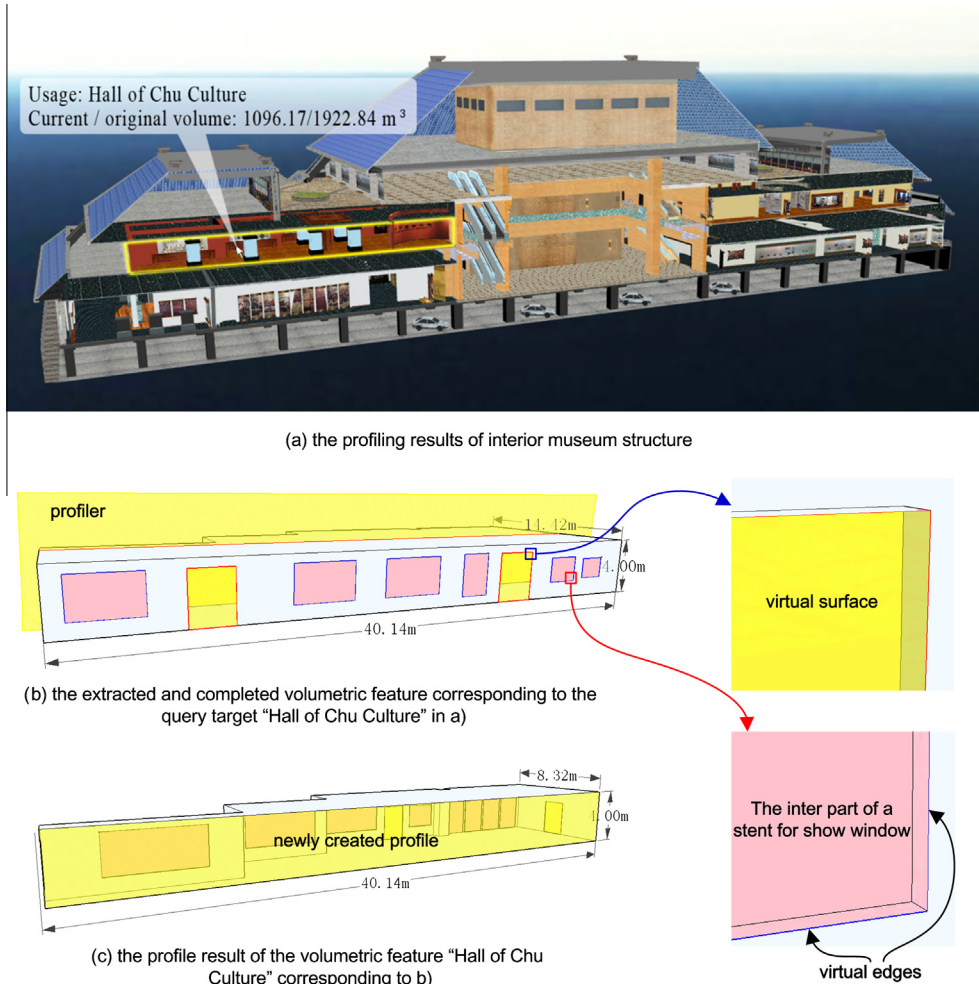 Usage: Hall of Chu Culture
Current / original volume: 1096.17/1922.84 m³
(a) the profiling results of interior museum structure
profiler
14.42m
4.00m
40.14m
virtual surface
(b) the extracted and completed volumetric feature corresponding to the
query target “Hall of Chu Culture” in a)
8.32m
4.00m
newly created profile
40.14m
The inter part of a
stent for show window
(c) the profile result of the volumetric feature “Hall of Chu
Culture” corresponding to b)
virtual edges